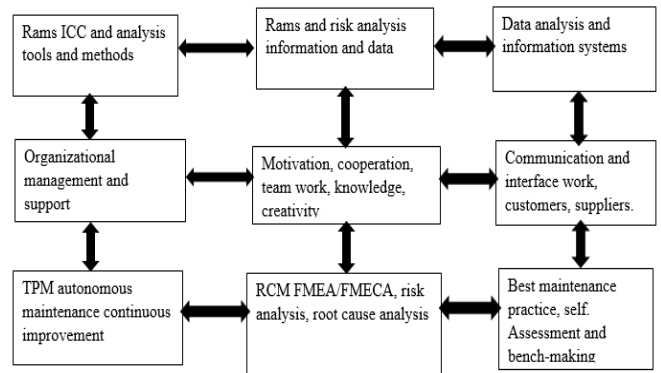 Rams ICC and analysis
tools and methods
Rams and risk analysis
information and data
Data analysis and
information systems
Organizational
management and
support
Motivation, cooperation,
team work, knowledge,
creativity
Communication and
interface work,
customers, suppliers.
TPM autonomous
maintenance continuous
improvement
RCM FMEA/FMECA, risk
analysis, root cause analysis
Best maintenance
practice, self.
Assessment and
bench-making